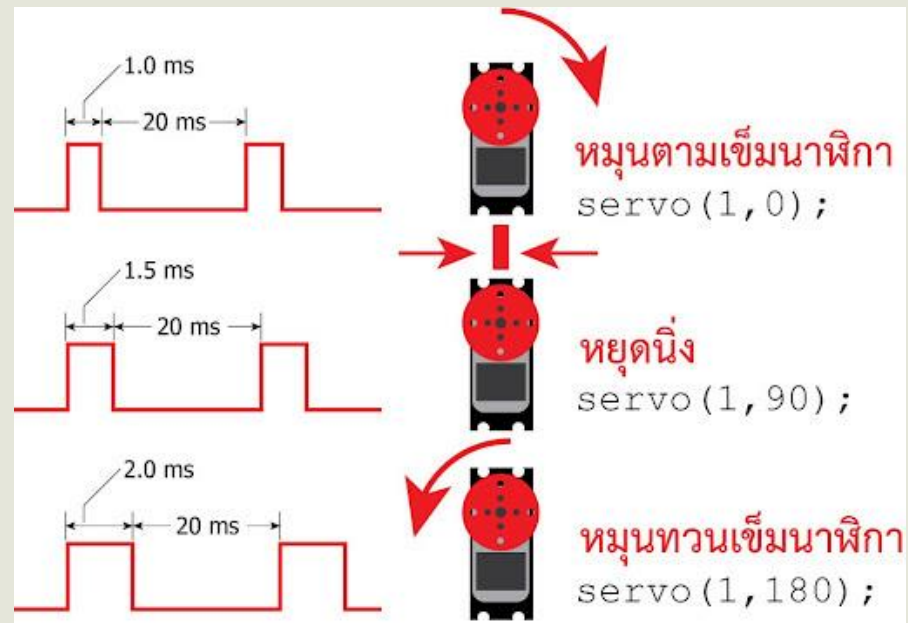 1.0 ms
20 ms
หมุนตามเข็มนาฬิกา
servo(1,0);
1.5 ms
20 ms
หยุดนิ่ง
servo(1,90);
2.0 ms
20 ms
หมุนทวนเข็มนาฬิกา
servo(1,180);